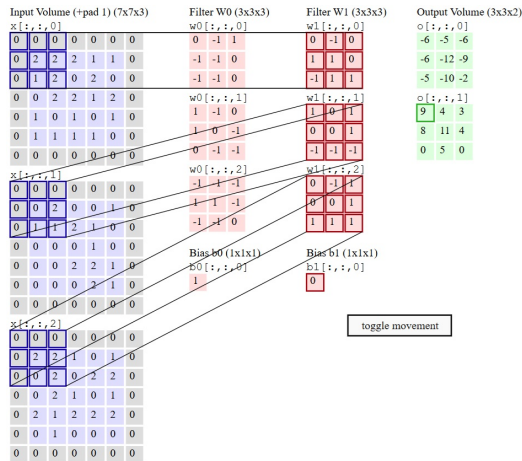 Input Volume (+pad 1) (7x7x3)
x[:,:,0]
0 0 0 0 0 0 0
0 2 2 2 1 1 0
0 1 2 0 2 0 0
0 0 2 2 1 2 0
0 1 0 1 0 1 0
0 1 1 1 1 0 0
0 0 0 0 0 0 0
x[:,:,1]
0 0 0 0 0 0 0
0 0 2 0 0 1 0
0 1 1 2 1 0 0
0 0 0 0 1 0 0
0 0 0 2 2 1 0
0 0 0 0 2 1 0
0 0 0 0 0 0 0
x[:,:,2]
0 0 0 0 0 0 0
0 2 2 1 0 1 0
0 0 2 0 2 2 0
0 0 2 1 0 1 0
0 2 1 2 2 2 0
0 0 1 0 0 0 0
0 0 0 0 0 0 0
Filter W0 (3x3x3)
w0[:,:,0]
0 -1 1
-1 -1 0
-1 -1 0
w0[:,:,1]
1 -1 0
1 0 -1
0 -1 -1
w0[:,:,2]
-1 1 -1
1 1 -1
-1 -1 0
Bias b0 (1x1x1)
b0[:,:,0]
1
Filter W1 (3x3x3)
w1[:,:,0]
0 -1 0
1 1 0
-1 1 1
w1[:,:,1]
1 0 1
0 0 1
-1 -1 -1
w1[:,:,2]
0 -1 1
0 0 1
1 1 1
Bias b1 (1x1x1)
b1[:,:,0]
0
Output Volume (3x3x2)
o[:,:,0]
-6 -5 -6
-6 -12 -9
-5 -10 -2
o[:,:,1]
9 4 3
8 11 4
0 5 0
toggle movement